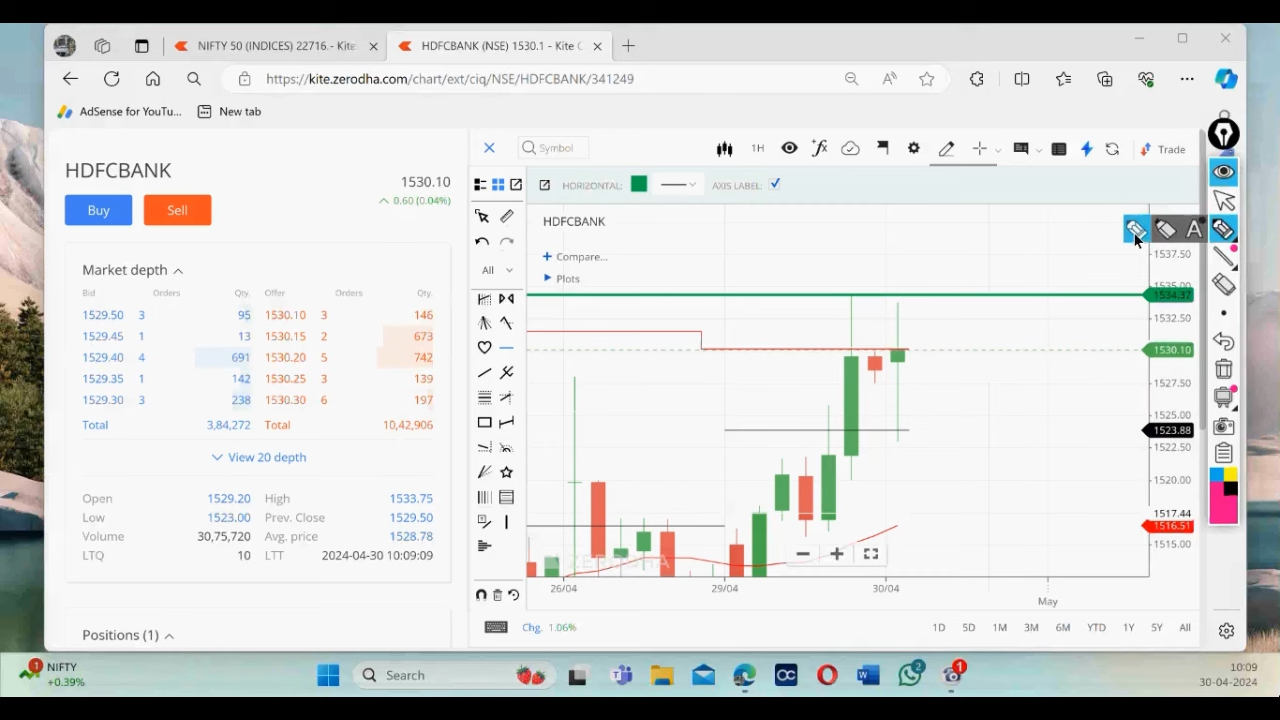 NIFTY 50 (INDICES) 22716.- Kite
HDFCBANK (NSE) 1530.1 - Kite C
https://kite.zerodha.com/chart/ext/ciq/NSE/HDFCBANK/341249
AdSense for YouTu... New tab
HDFCBANK
1530.10
0.60 (0.04%)
Buy Sell
Market depth
Bid Orders Qty. Offer Orders Qty.
1529.50 3 95 1530.10 3 146
1529.45 1 13 1530.15 2 673
1529.40 4 691 1530.20 5 742
1529.35 1 142 1530.25 3 139
1529.30 3 238 1530.30 6 197
Total 3,84,272 Total 10,42,906
View 20 depth
Open 1529.20 High 1533.75
Low 1523.00 Prev. Close 1529.50
Volume 30,75,720 Avg. price 1528.78
LTQ 10 LTT 2024-04-30 10:09:09
Positions (1)
Symbol 1H Trade
HORIZONTAL: AXIS LABEL:
All
HDFCBANK
Compare...
Plots
1537.50
1535.00
1534.37
1532.50
1530.10
1527.50
1525.00
1523.88
1522.50
1520.00
1517.44
1516.51
1515.00
ZERODHA
26/04 29/04 30/04
May
Chg. 1.06%
1D 5D 1M 3M 6M YTD 1Y 5Y All
A
1 NIFTY
+0.39%
Search
2
1
10:09
30-04-2024